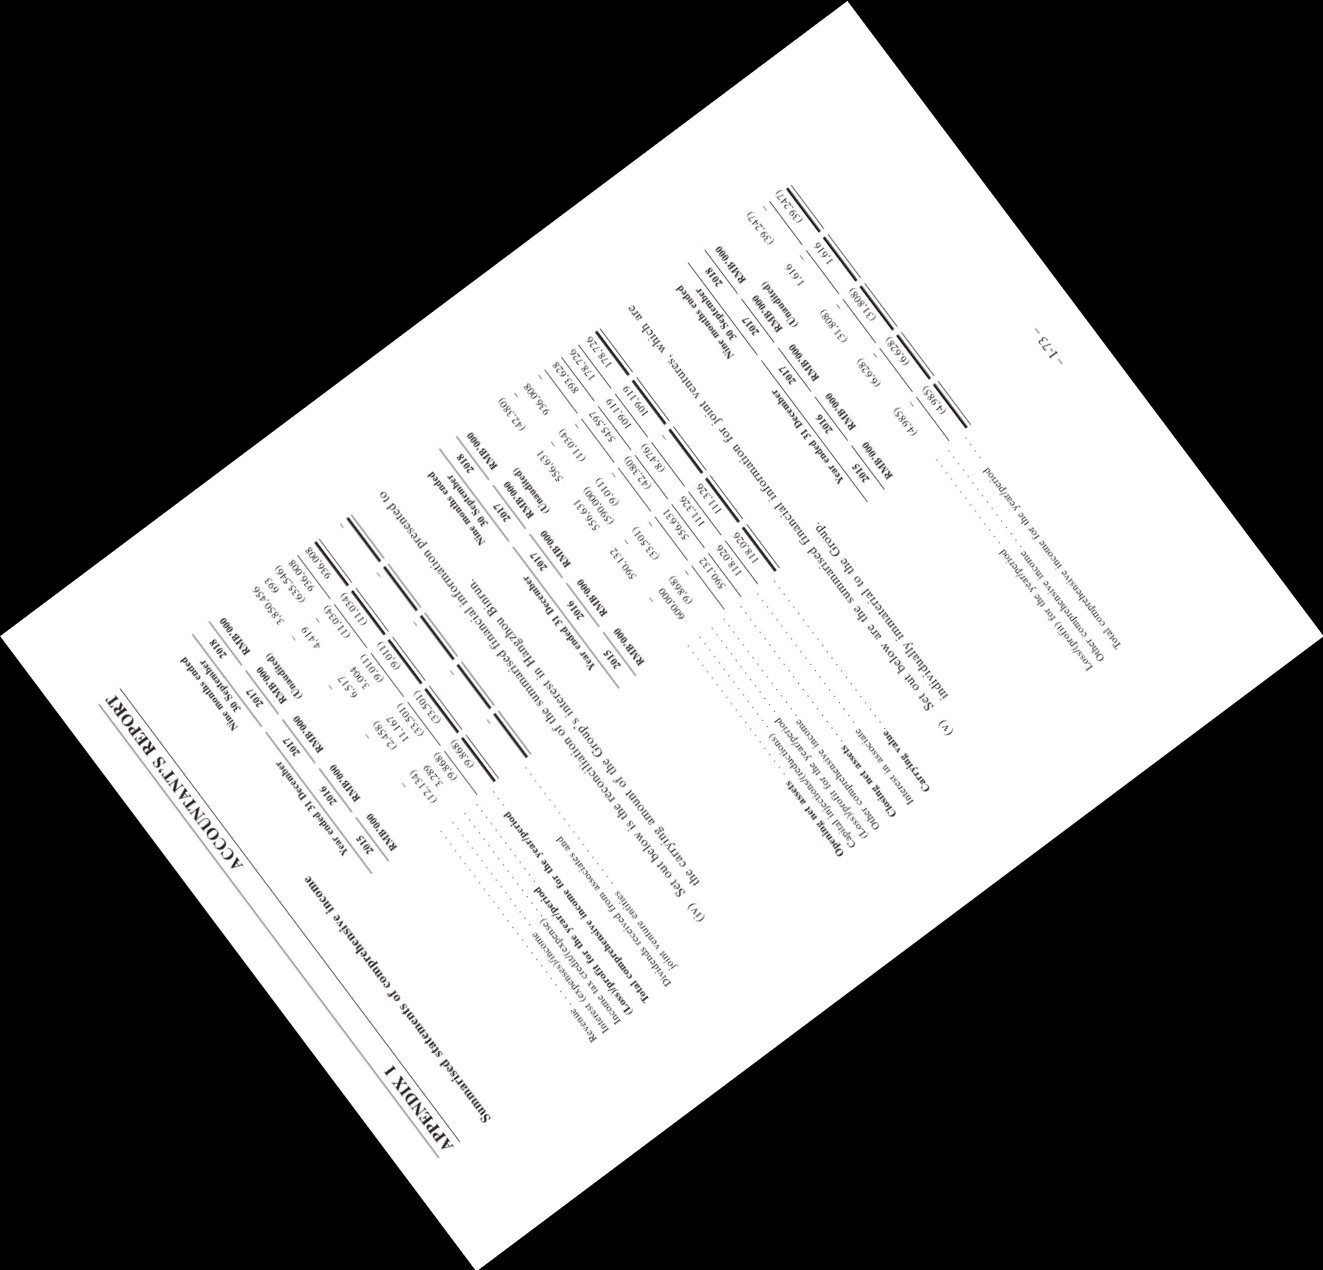 APPENDIX I ACCOUNTANT'S REPORT
Summarised statements of comprehensive income
Year ended 31 December Nine months ended
30 September
2015 2016 2017 2017 2018
RMB'000 RMB'000 RMB'000 RMB'000 RMB'000
(Unaudited)
Revenue . . . . . . – – – – 3,850,456
Interest (expenses)/income . . . . . . (12,134) (2,458) 6,517 4,419 693
Income tax credit/(expense) . . . . . . 3,289 11,167 3,004 – (635,546)
(Loss)/profit for the year/period . . . . . . (9,868) (33,501) (9,011) (11,034) 936,008
Total comprehensive income for the year/period . . (9,868) (33,501) (9,011) (11,034) 936,008
Dividends received from associates and
joint venture entities . . . . . . – – – – –
(iv) Set out below is the reconciliation of the summarised financial information presented to
the carrying amount of the Group's interest in Hangzhou Binrun.
Year ended 31 December Nine months ended
30 September
2015 2016 2017 2017 2018
RMB'000 RMB'000 RMB'000 RMB'000 RMB'000
(Unaudited)
Opening net assets . . . . . . – 590,132 556,631 556,631 (42,380)
Capital injections/(reductions) . . . . . . 600,000 – (590,000) – –
(Loss)/profit for the year/period . . . . . . (9,868) (33,501) (9,011) (11,034) 936,008
Other comprehensive income . . . . . . – – – – –
Closing net assets . . . . . . 590,132 556,631 (42,380) 545,597 893,628
Interest in associate . . . . . . 118,026 111,326 (8,476) 109,119 178,726
Carrying value . . . . . . 118,026 111,326 – 109,119 178,726
(v) Set out below are the summarised financial information for joint ventures, which are
individually immaterial to the Group.
Year ended 31 December Nine months ended
30 September
2015 2016 2017 2017 2018
RMB'000 RMB'000 RMB'000 RMB'000 RMB'000
(Unaudited)
Loss/(profit) for the year/period . . . . . . (4,985) (6,628) (31,808) 1,616 (39,247)
Other comprehensive income . . . . . . – – – – –
Total comprehensive income for the year/period . . (4,985) (6,628) (31,808) 1,616 (39,247)
– I-73 –